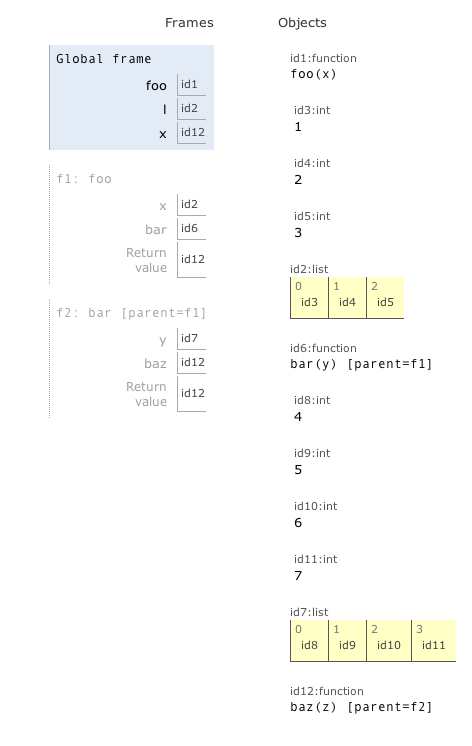 Frames
Objects
Global frame
foo id1
l id2
x id12
f1: foo
x id2
bar id6
Return
value id12
f2: bar [parent=f1]
y id7
baz id12
Return
value id12
id1:function
foo(x)
id3:int
1
id4:int
2
id5:int
3
id2:list
0 1 2
id3 id4 id5
id6:function
bar(y) [parent=f1]
id8:int
4
id9:int
5
id10:int
6
id11:int
7
id7:list
0 1 2 3
id8 id9 id10 id11
id12:function
baz(z) [parent=f2]